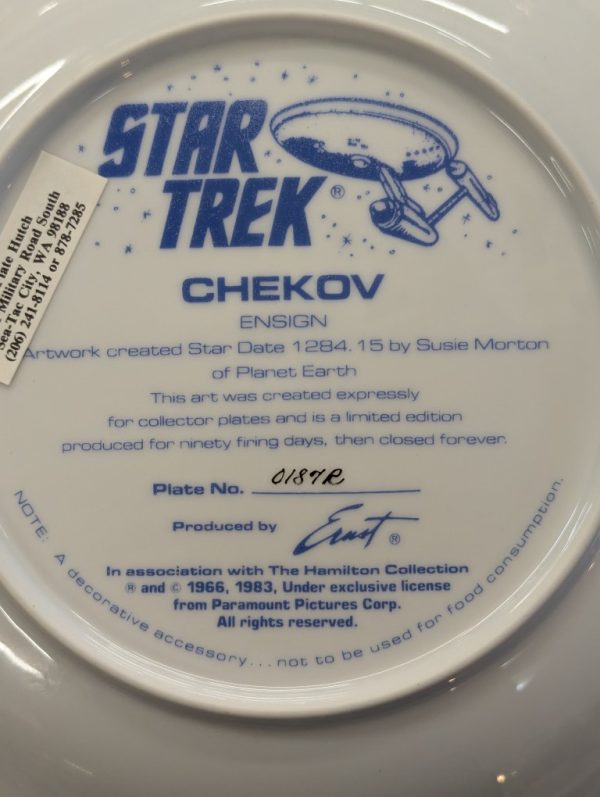 STAR
TREK®
CHEKOV
ENSIGN
Artwork created Star Date 1284.15 by Susie Morton
of Planet Earth
This art was created expressly
for collector plates and is a limited edition
produced for ninety firing days, then closed forever.
Plate No. 0187R
Produced by Ernst ®
In association with The Hamilton Collection
® and © 1966, 1983, Under exclusive license
from Paramount Pictures Corp.
All rights reserved.
NOTE: A decorative accessory... not to be used for food consumption.
Hutch
Military Road South
Sea-Tac City, WA 98188
(206) 241-8114 or 878-7285